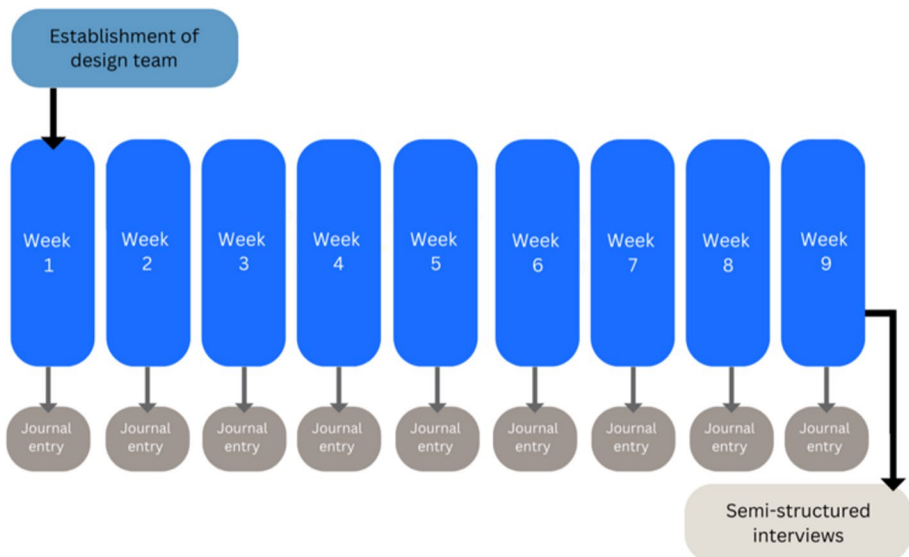 Establishment of
design team
Week
1
Week
2
Week
3
Week
4
Week
5
Week
6
Week
7
Week
8
Week
9
Journal
entry
Journal
entry
Journal
entry
Journal
entry
Journal
entry
Journal
entry
Journal
entry
Journal
entry
Journal
entry
Semi-structured
interviews